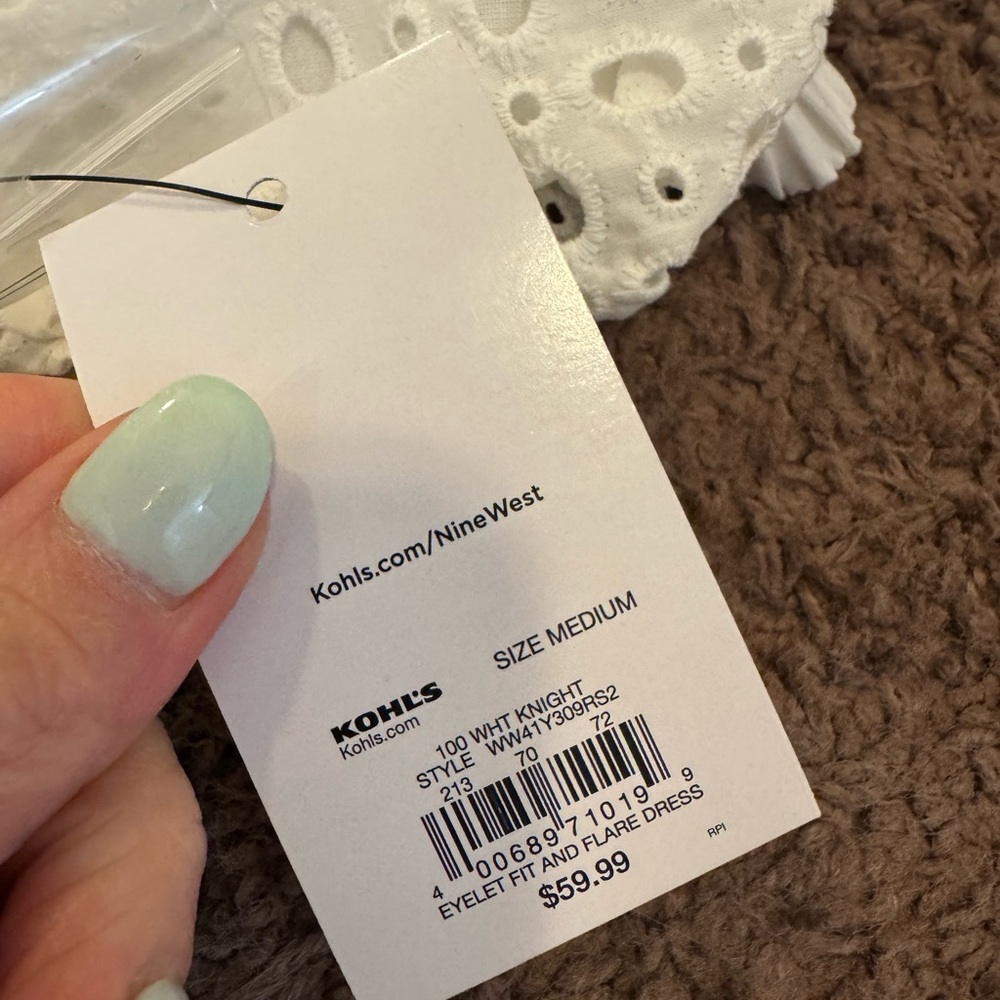 Kohls.com/NineWest
SIZE MEDIUM
KOHL'S
Kohls.com
100 WHT KNIGHT
STYLE WW41Y309RS2
213 70 72
4 00689 71019 9
EYELET FIT AND FLARE DRESS
$59.99
RPI